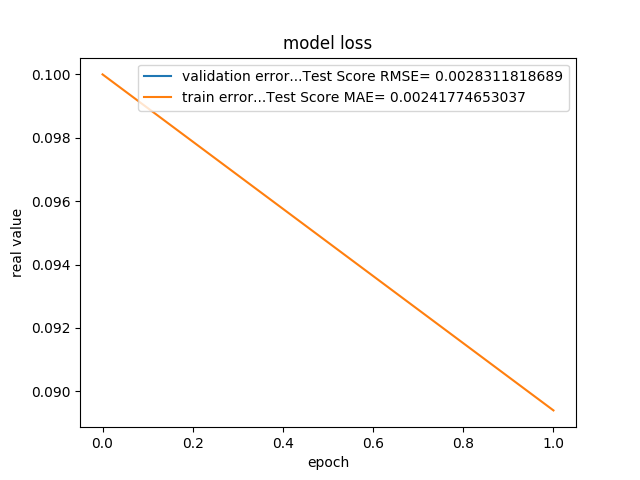 model loss
validation error...Test Score RMSE= 0.0028311818689
train error...Test Score MAE= 0.00241774653037
0.100
0.098
0.096
0.094
0.092
0.090
real value
0.0 0.2 0.4 0.6 0.8 1.0
epoch